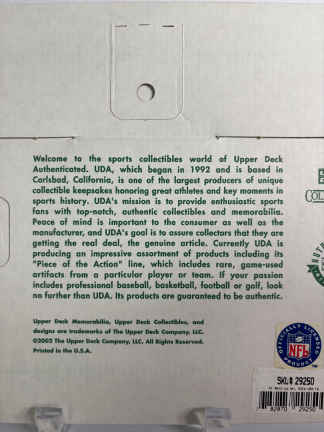 Welcome to the sports collectibles world of Upper Deck
Authenticated. UDA, which began in 1992 and is based in
Carlsbad, California, is one of the largest producers of unique
collectible keepsakes honoring great athletes and key moments in
sports history. UDA's mission is to provide enthusiastic sports
fans with top-notch, authentic collectibles and memorabilia.
Peace of mind is important to the consumer as well as the
manufacturer, and UDA's goal is to assure collectors that they are
getting the real deal, the genuine article. Currently UDA is
producing an impressive assortment of products including its
"Piece of the Action" line, which includes rare, game-used
artifacts from a particular player or team. If your passion
includes professional baseball, basketball, football or golf, look
no further than UDA. Its products are guaranteed to be authentic.
Upper Deck Memorabilia, Upper Deck Collectibles, and
designs are trademarks of The Upper Deck Company, LLC.
©2002 The Upper Deck Company, LLC. All Rights Reserved.
Printed in the U.S.A.
OFFICIALLY LICENSED
NFL
PRODUCT
SKU# 29250